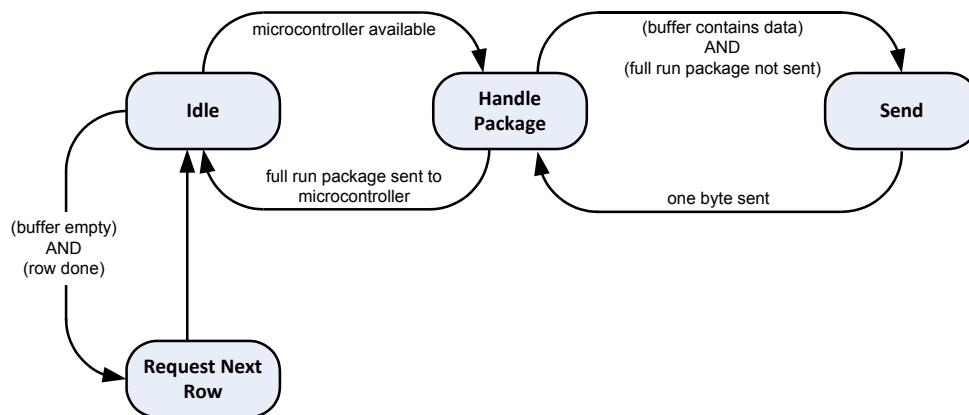 microcontroller available
(buffer contains data)
AND
(full run package not sent)
Idle
Handle
Package
Send
full run package sent to
microcontroller
one byte sent
(buffer empty)
AND
(row done)
Request Next
Row